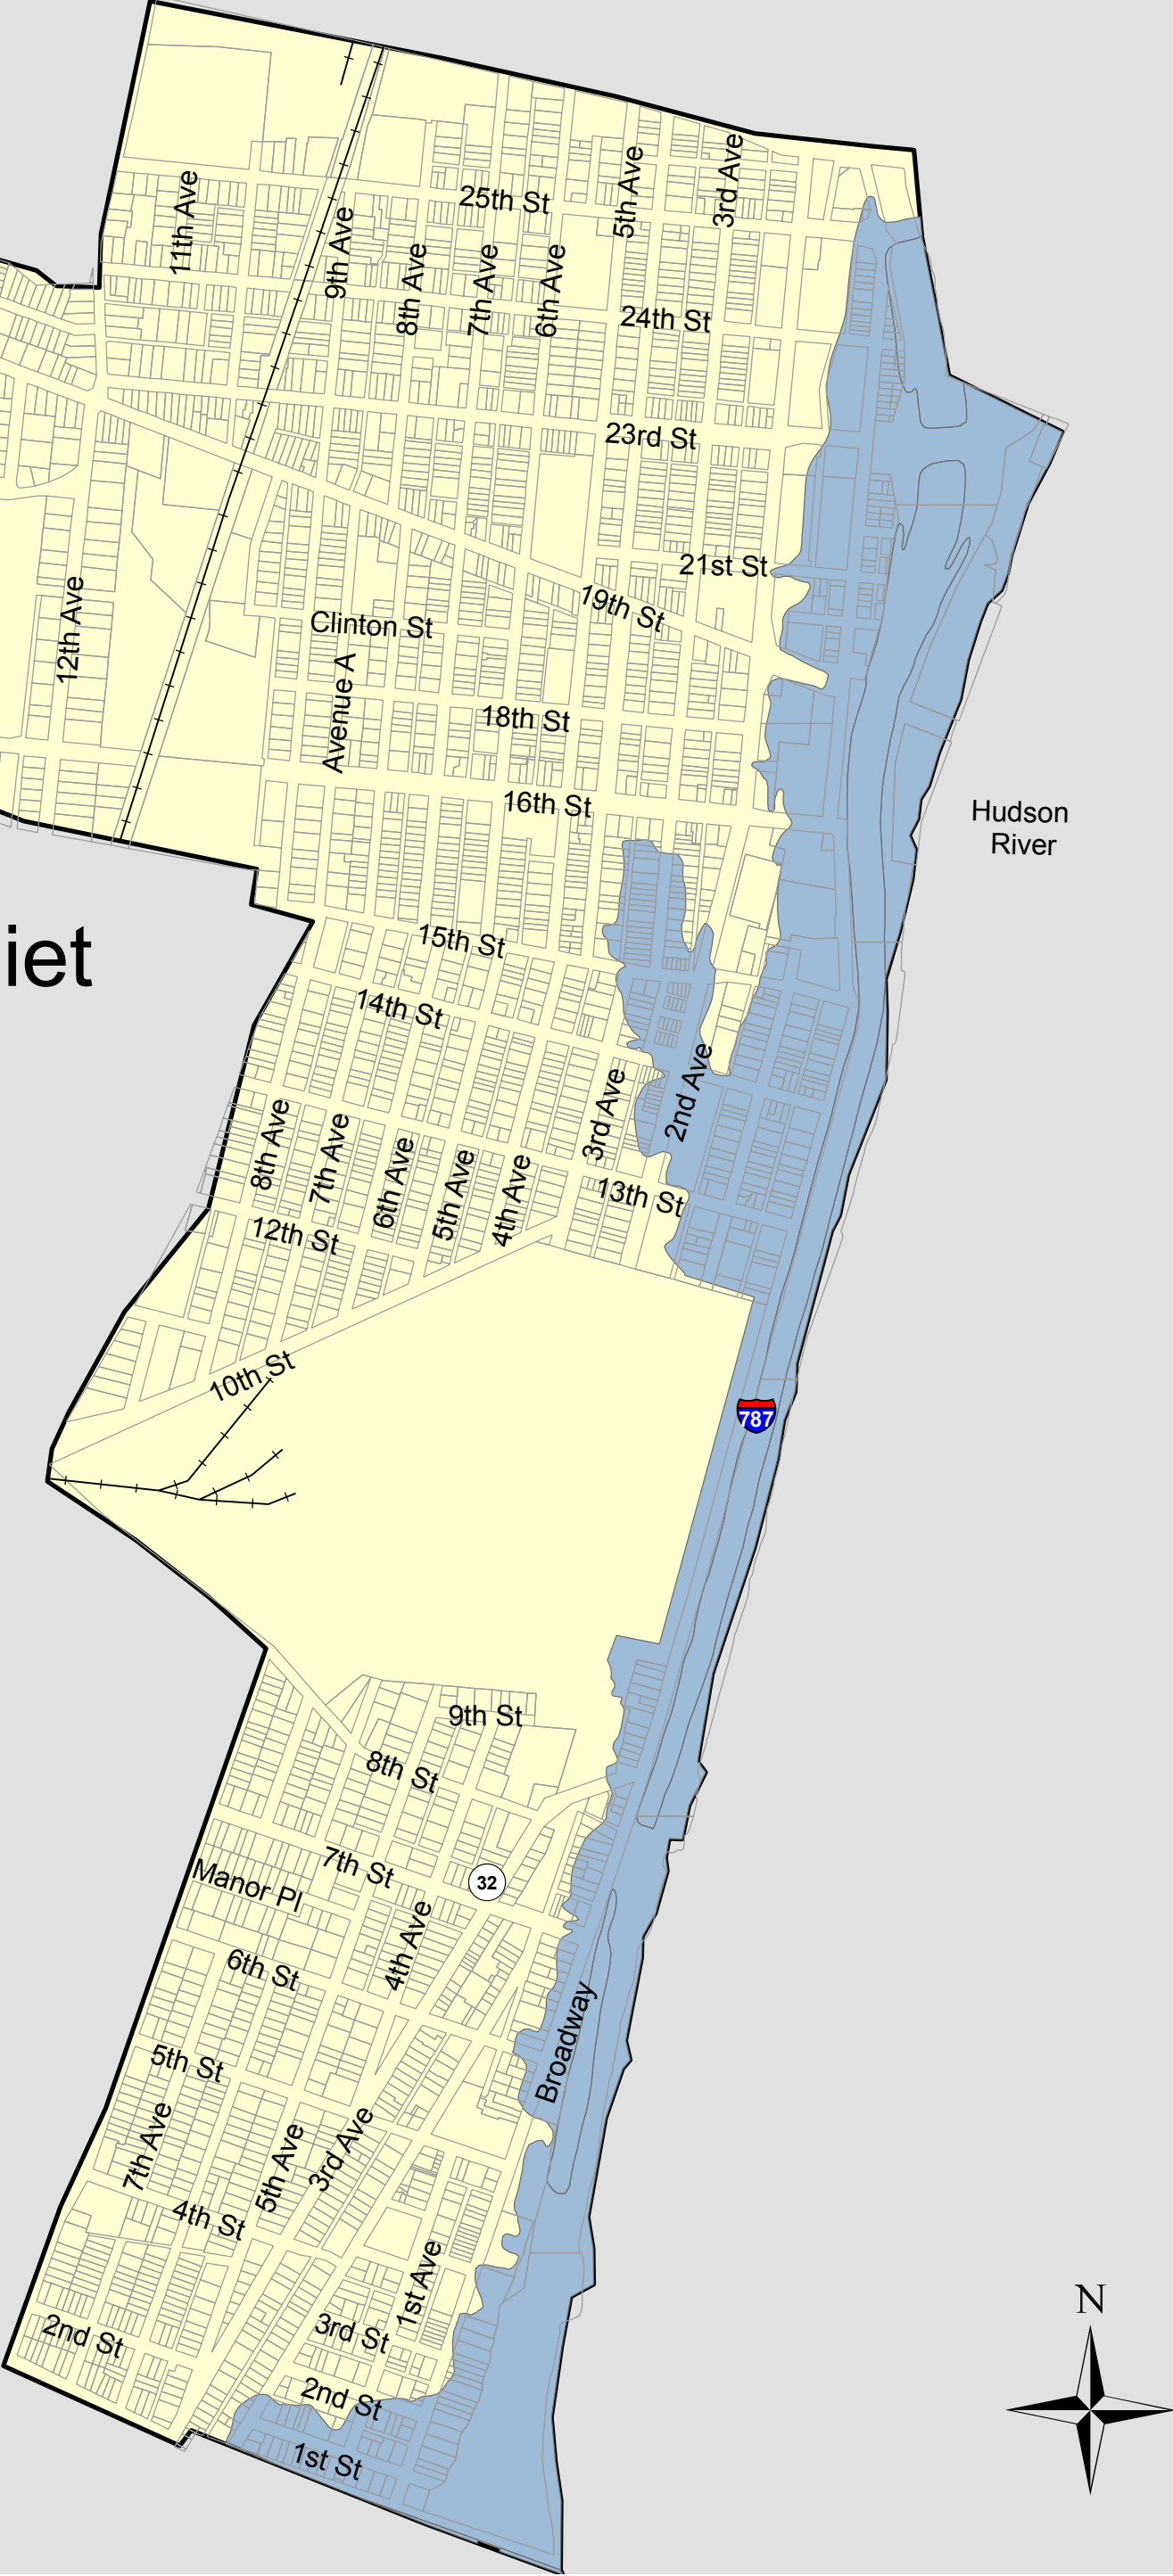 3rd Ave
5th Ave
11th Ave
25th St
9th Ave
8th Ave
7th Ave
6th Ave
24th St
23rd St
21st St
19th St
12th Ave
Clinton St
Avenue A
18th St
16th St
Hudson
River
iet
15th St
14th St
2nd Ave
3rd Ave
8th Ave
7th Ave
6th Ave
5th Ave
4th Ave
13th St
12th St
10th St
787
9th St
8th St
7th St
Manor Pl
32
4th Ave
6th St
Broadway
5th St
7th Ave
5th Ave
3rd Ave
4th St
1st Ave
N
3rd St
2nd St
2nd St
1st St